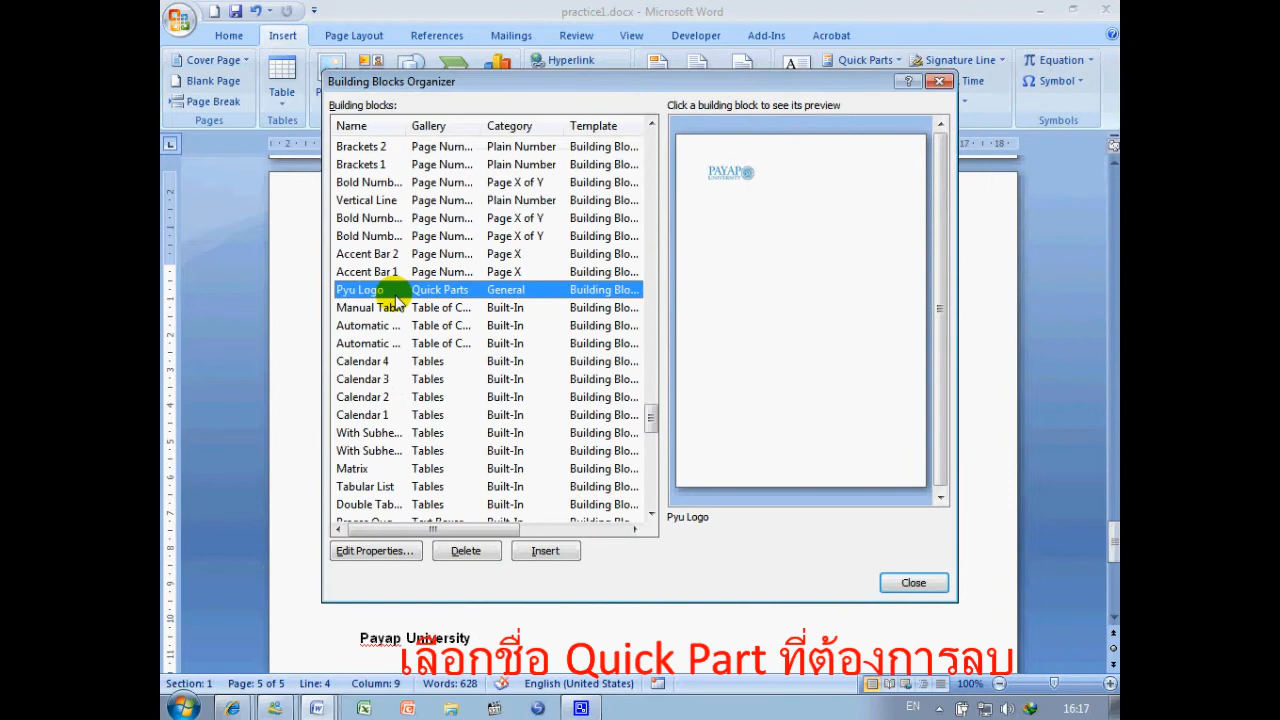 practice1.docx - Microsoft Word
Home Insert Page Layout References Mailings Review View Developer Add-Ins Acrobat
Cover Page Hyperlink Quick Parts Signature Line Equation
Blank Page Table Time Symbol
Page Break
Pages Tables Symbols
Building Blocks Organizer
Building blocks: Click a building block to see its preview
Name Gallery Category Template
Brackets 2 Page Num... Plain Number Building Blo...
Brackets 1 Page Num... Plain Number Building Blo...
Bold Numb... Page Num... Page X of Y Building Blo...
Vertical Line Page Num... Plain Number Building Blo...
Bold Numb... Page Num... Page X of Y Building Blo...
Bold Numb... Page Num... Page X of Y Building Blo...
Accent Bar 2 Page Num... Page X Building Blo...
Accent Bar 1 Page Num... Page X Building Blo...
Pyu Logo Quick Parts General Building Blo...
Manual Table Table of C... Built-In Building Blo...
Automatic ... Table of C... Built-In Building Blo...
Automatic ... Table of C... Built-In Building Blo...
Calendar 4 Tables Built-In Building Blo...
Calendar 3 Tables Built-In Building Blo...
Calendar 2 Tables Built-In Building Blo...
Calendar 1 Tables Built-In Building Blo...
With Subhe... Tables Built-In Building Blo...
With Subhe... Tables Built-In Building Blo...
Matrix Tables Built-In Building Blo...
Tabular List Tables Built-In Building Blo...
Double Tab... Tables Built-In Building Blo...
PAYAP
UNIVERSITY
Pyu Logo
Edit Properties... Delete Insert
Close
Payap University
เลือกชื่อ Quick Part ที่ต้องการลบ
Section: 1 Page: 5 of 5 Line: 4 Column: 9 Words: 628 English (United States) 100%
EN 16:17